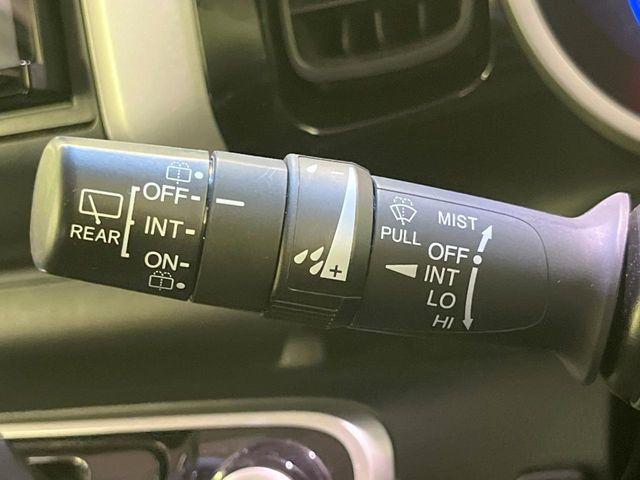 REAR
OFF
INT
ON
- +
PULL
MIST
OFF
INT
LO
HI